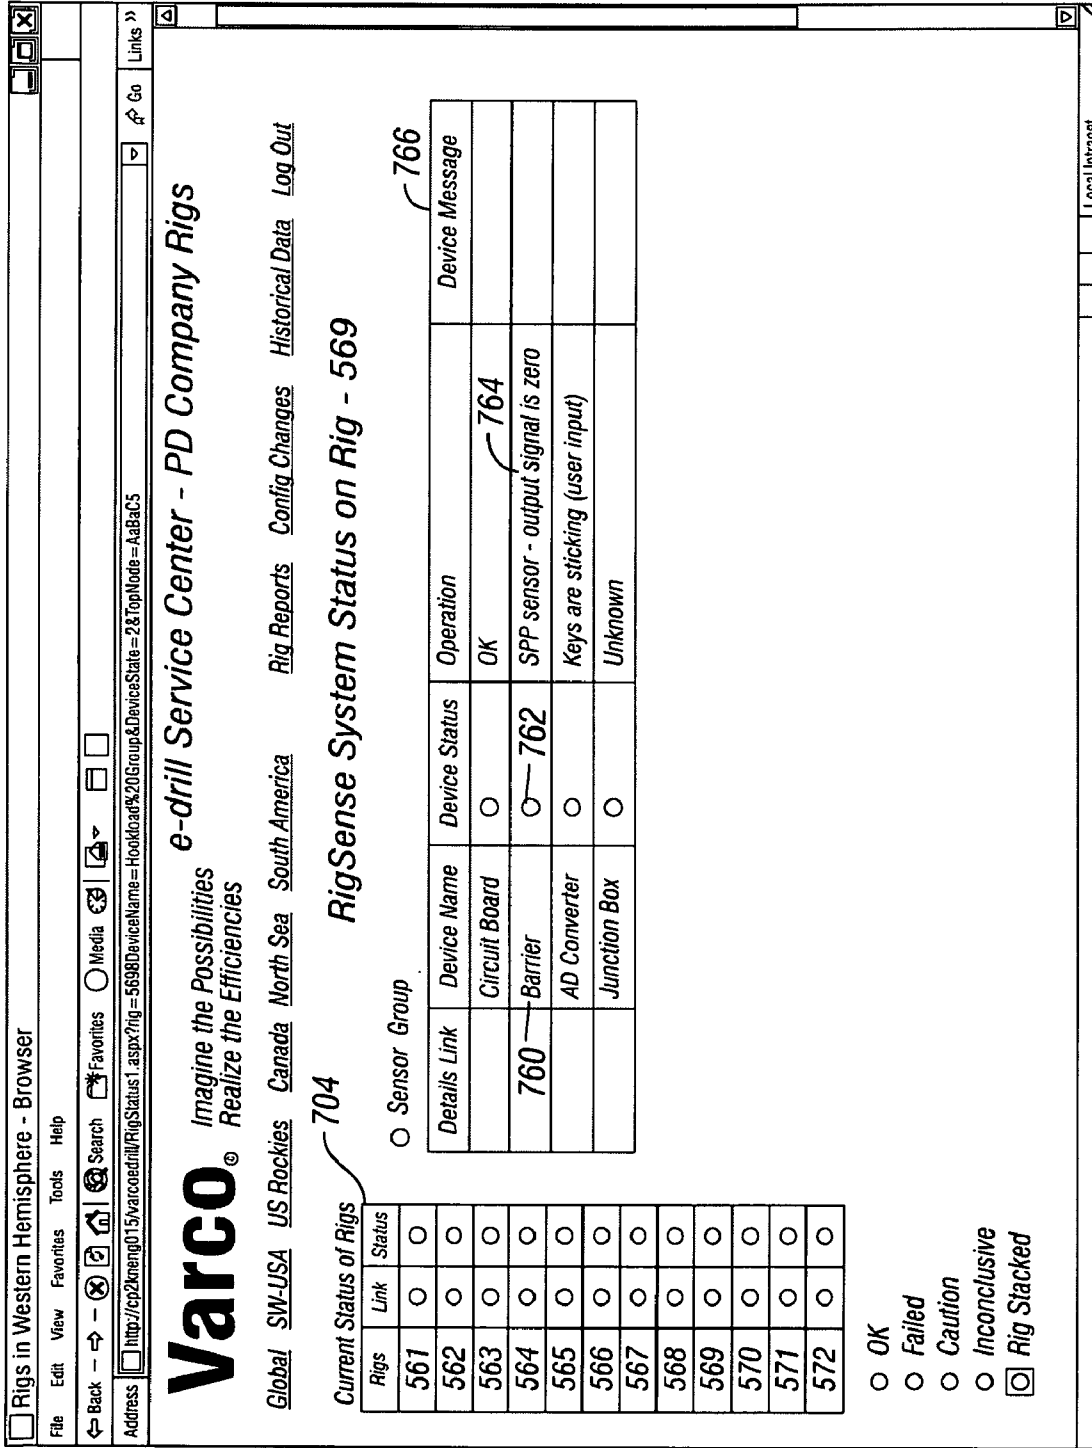 Rigs in Western Hemisphere - Browser
File Edit View Favorites Tools Help
Back Search Favorites Media
Address http://cp2kneng015/varcoedrill/RigStatus1.aspx?rig=5698DeviceName=Hookload%20Group&DeviceState=2&TopNode=AaBaC5 Go Links »
Varco® Imagine the Possibilities
Realize the Efficiencies
e-drill Service Center - PD Company Rigs
Global SW-USA US Rockies Canada North Sea South America Rig Reports Config Changes Historical Data Log Out
Current Status of Rigs
704
RigSense System Status on Rig - 569
Rigs Link Status
561
562
563
564
565
566
567
568
569
570
571
572
Sensor Group
766
Details Link Device Name Device Status Operation Device Message
Circuit Board OK 764
760 Barrier 762 SPP sensor - output signal is zero
AD Converter Keys are sticking (user input)
Junction Box Unknown
OK
Failed
Caution
Inconclusive
Rig Stacked